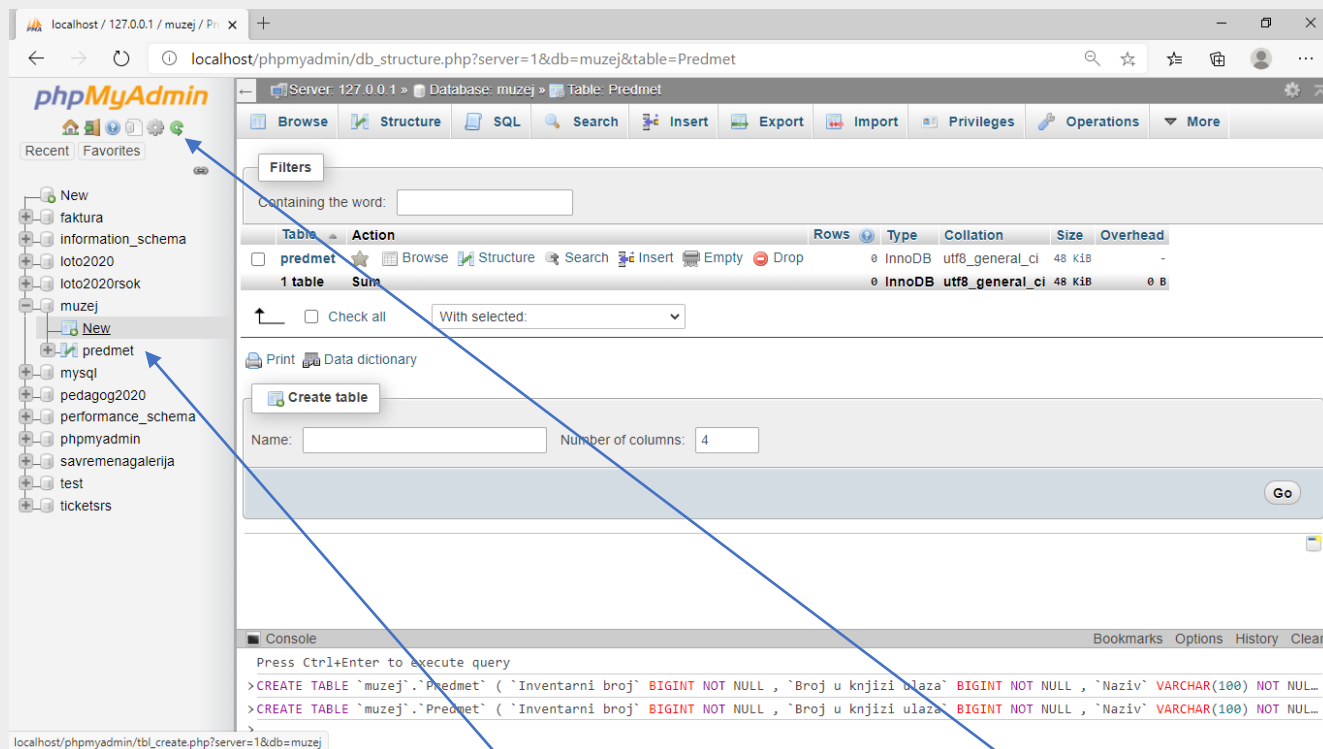 localhost / 127.0.0.1 / muzej / Pr
localhost/phpmyadmin/db_structure.php?server=1&db=muzej&table=Predmet
phpMyAdmin
Recent Favorites
New
faktura
information_schema
loto2020
loto2020rsok
muzej
New
predmet
mysql
pedagog2020
performance_schema
phpmyadmin
savremenagalerija
test
ticketsrs
Server: 127.0.0.1 » Database: muzej » Table: Predmet
Browse Structure SQL Search Insert Export Import Privileges Operations More
Filters
Containing the word:
Table Action Rows Type Collation Size Overhead
predmet Browse Structure Search Insert Empty Drop 0 InnoDB utf8_general_ci 48 KiB -
1 table Sum 0 InnoDB utf8_general_ci 48 KiB 0 B
Check all With selected:
Print Data dictionary
Create table
Name: Number of columns: 4
Go
Console Bookmarks Options History Clear
Press Ctrl+Enter to execute query
>CREATE TABLE `muzej`.`Predmet` ( `Inventarni broj` BIGINT NOT NULL , `Broj u knjizi ulaza` BIGINT NOT NULL , `Naziv` VARCHAR(100) NOT NUL…
>CREATE TABLE `muzej`.`Predmet` ( `Inventarni broj` BIGINT NOT NULL , `Broj u knjizi ulaza` BIGINT NOT NULL , `Naziv` VARCHAR(100) NOT NUL…
>
localhost/phpmyadmin/tbl_create.php?server=1&db=muzej